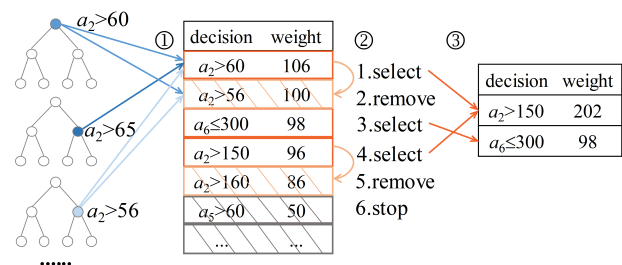 a₂>60
a₂>65
a₂>56
......
①
decision weight
a₂>60 106
a₂>56 100
a₆≤300 98
a₂>150 96
a₂>160 86
a₅>60 50
... ...
②
1.select
2.remove
3.select
4.select
5.remove
6.stop
③
decision weight
a₂>150 202
a₆≤300 98